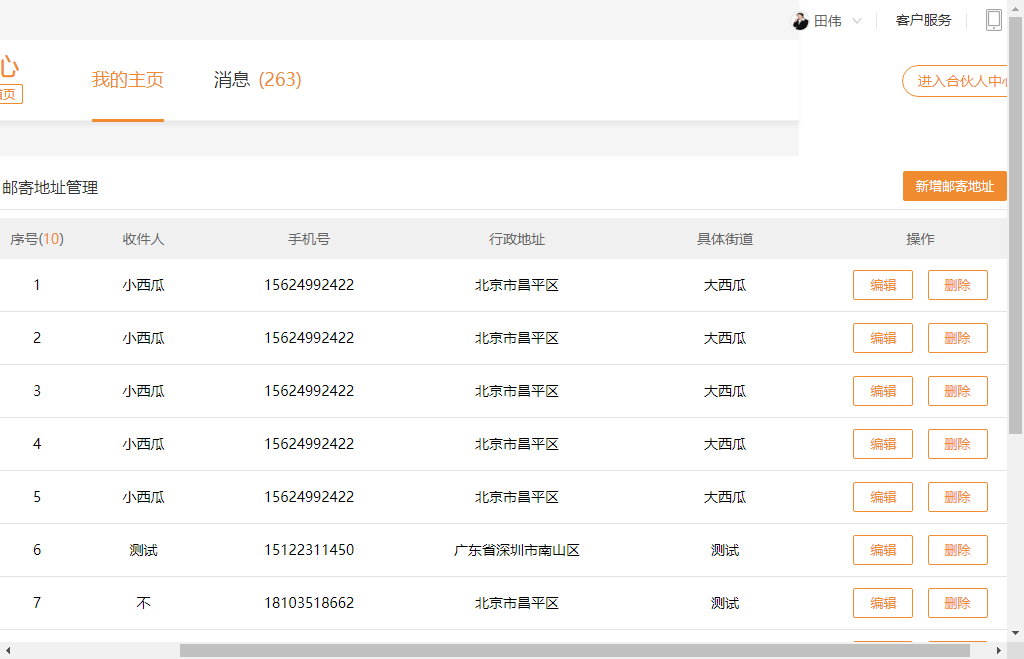 田伟 客户服务
心
我的主页 消息 (263) 进入合伙人中心
首页
邮寄地址管理 新增邮寄地址
序号(10) 收件人 手机号 行政地址 具体街道 操作
1 小西瓜 15624992422 北京市昌平区 大西瓜 编辑 删除
2 小西瓜 15624992422 北京市昌平区 大西瓜 编辑 删除
3 小西瓜 15624992422 北京市昌平区 大西瓜 编辑 删除
4 小西瓜 15624992422 北京市昌平区 大西瓜 编辑 删除
5 小西瓜 15624992422 北京市昌平区 大西瓜 编辑 删除
6 测试 15122311450 广东省深圳市南山区 测试 编辑 删除
7 不 18103518662 北京市昌平区 测试 编辑 删除